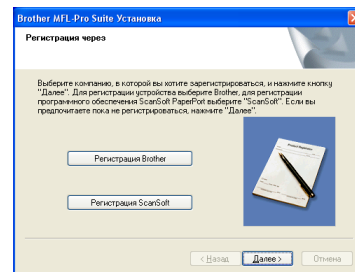 Brother MFL-Pro Suite Установка
Регистрация через
Выберите компанию, в которой вы хотите зарегистрироваться, и нажмите кнопку
"Далее". Для регистрации устройства выберите Brother, для регистрации
программного обеспечения ScanSoft PaperPort выберите "ScanSoft". Если вы
предпочитаете пока не регистрироваться, нажмите "Далее".
Регистрация Brother
Регистрация ScanSoft
< Назад Далее > Отмена